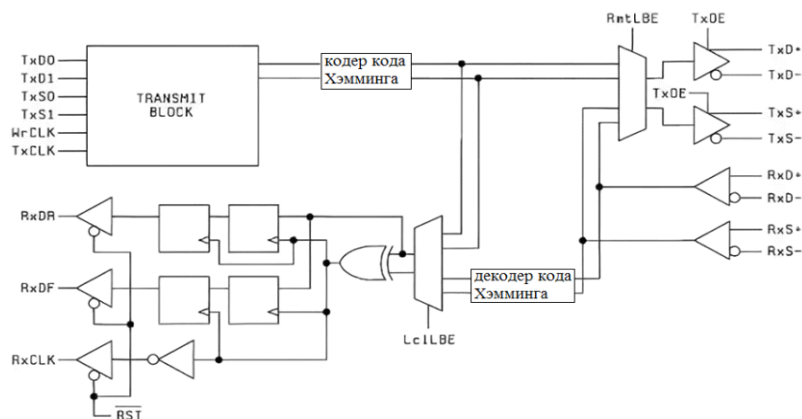 RmtLBE
TxOE
TxD0
TxD1
TxS0
TxS1
WrCLK
TxCLK
TRANSMIT
BLOCK
кодер кода
Хэмминга
TxD+
TxD-
TxOE
TxS+
TxS-
RxD+
RxD-
RxS+
RxS-
RxDR
RxDF
RxCLK
декодер кода
Хэмминга
LclLBE
RST